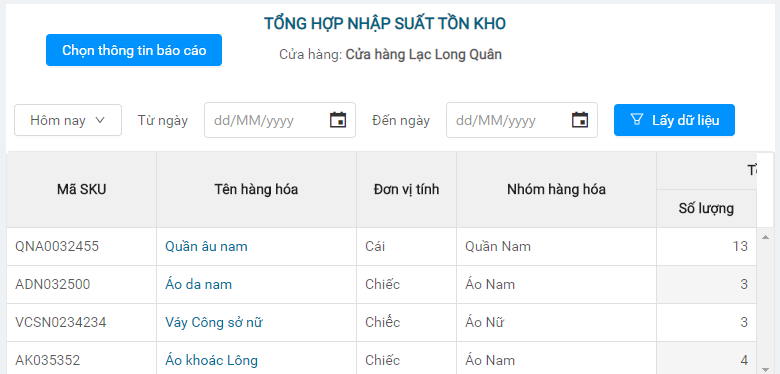 TỔNG HỢP NHẬP SUẤT TỒN KHO
Chọn thông tin báo cáo
Cửa hàng: Cửa hàng Lạc Long Quân
Hôm nay Từ ngày dd/MM/yyyy Đến ngày dd/MM/yyyy Lấy dữ liệu
Mã SKU Tên hàng hóa Đơn vị tính Nhóm hàng hóa
Số lượng
QNA0032455 Quần âu nam Cái Quần Nam 13
ADN032500 Áo da nam Chiếc Áo Nam 3
VCSN0234234 Váy Công sở nữ Chiếc Áo Nữ 3
AK035352 Áo khoác Lông Chiếc Áo Nam 4